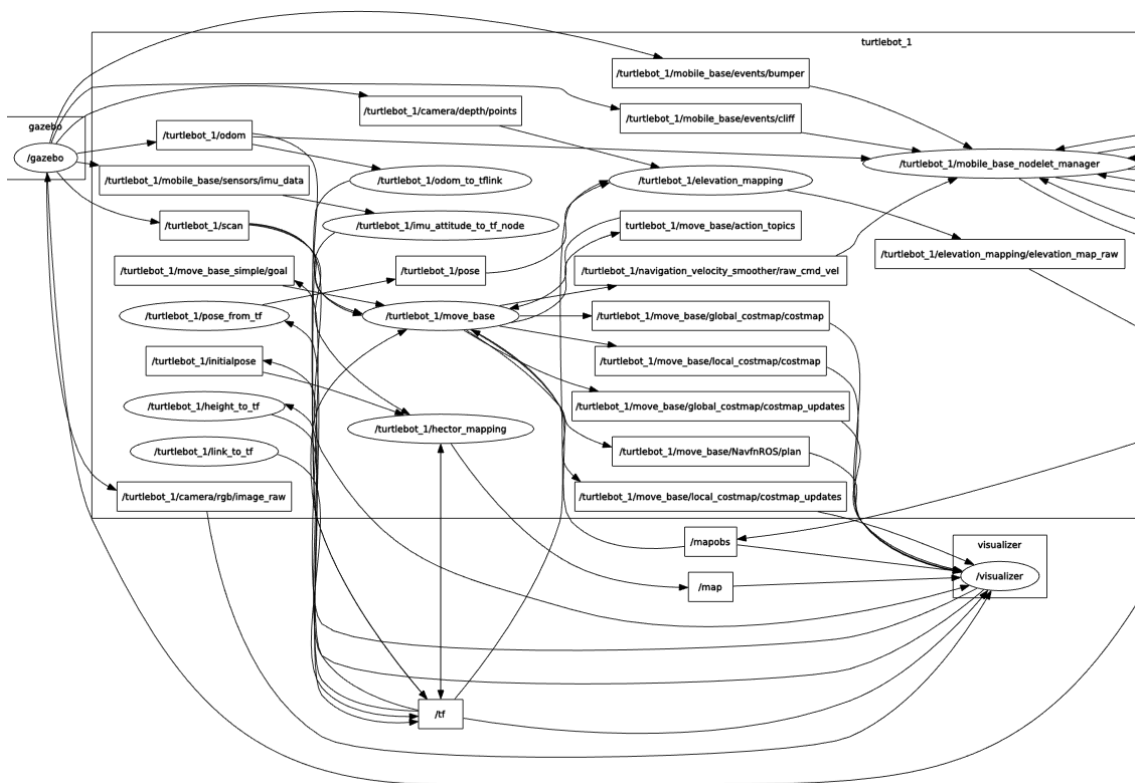 turtlebot_1
/turtlebot_1/mobile_base/events/bumper
/turtlebot_1/camera/depth/points
/turtlebot_1/mobile_base/events/cliff
gazebo
/turtlebot_1/odom
/gazebo
/turtlebot_1/mobile_base_nodelet_manager
/turtlebot_1/mobile_base/sensors/imu_data
/turtlebot_1/odom_to_tflink
/turtlebot_1/elevation_mapping
/turtlebot_1/scan
/turtlebot_1/imu_attitude_to_tf_node
turtlebot_1/move_base/action_topics
/turtlebot_1/elevation_mapping/elevation_map_raw
/turtlebot_1/move_base_simple/goal
/turtlebot_1/pose
/turtlebot_1/navigation_velocity_smoother/raw_cmd_vel
/turtlebot_1/pose_from_tf
/turtlebot_1/move_base
/turtlebot_1/move_base/global_costmap/costmap
/turtlebot_1/initialpose
/turtlebot_1/move_base/local_costmap/costmap
/turtlebot_1/height_to_tf
/turtlebot_1/move_base/global_costmap/costmap_updates
/turtlebot_1/hector_mapping
/turtlebot_1/link_to_tf
/turtlebot_1/move_base/NavfnROS/plan
/turtlebot_1/camera/rgb/image_raw
/turtlebot_1/move_base/local_costmap/costmap_updates
/mapobs
visualizer
/visualizer
/map
/tf